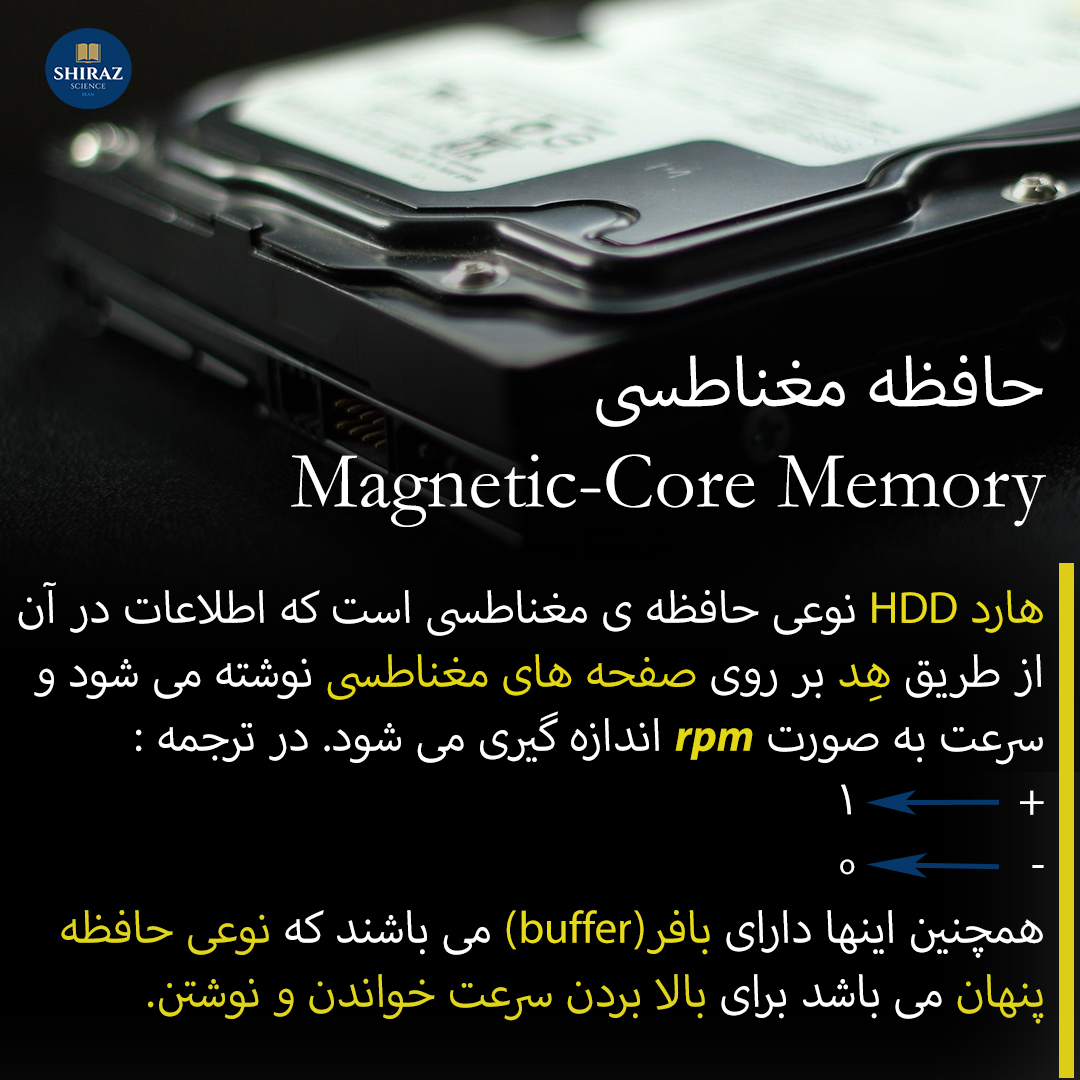 SHIRAZ
SCIENCE
IRAN
حافظه مغناطسی
Magnetic-Core Memory
هارد HDD نوعی حافظه ی مغناطسی است که اطلاعات در آن
از طریق هِد بر روی صفحه های مغناطسی نوشته می شود و
سرعت به صورت rpm اندازه گیری می شود. در ترجمه :
+ ← ۱
- ← ه
همچنین اینها دارای بافر(buffer) می باشند که نوعی حافظه
پنهان می باشد برای بالا بردن سرعت خواندن و نوشتن.